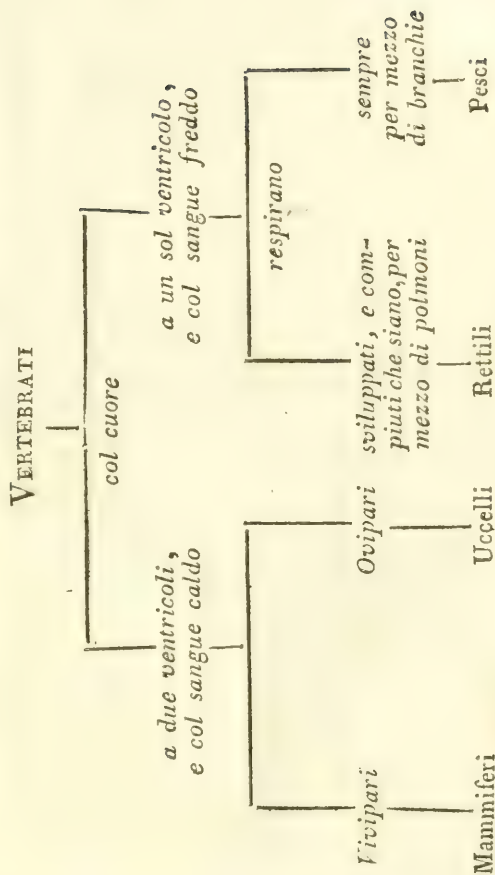 VERTEBRATI
col cuore
a due ventricoli,
e col sangue caldo
a un sol ventricolo,
e col sangue freddo
respirano
Vivipari
Ovipari
sviluppati, e com-
piuti che siano, per
mezzo di polmoni
sempre
per mezzo
di branchie
Mammiferi
Uccelli
Rettili
Pesci